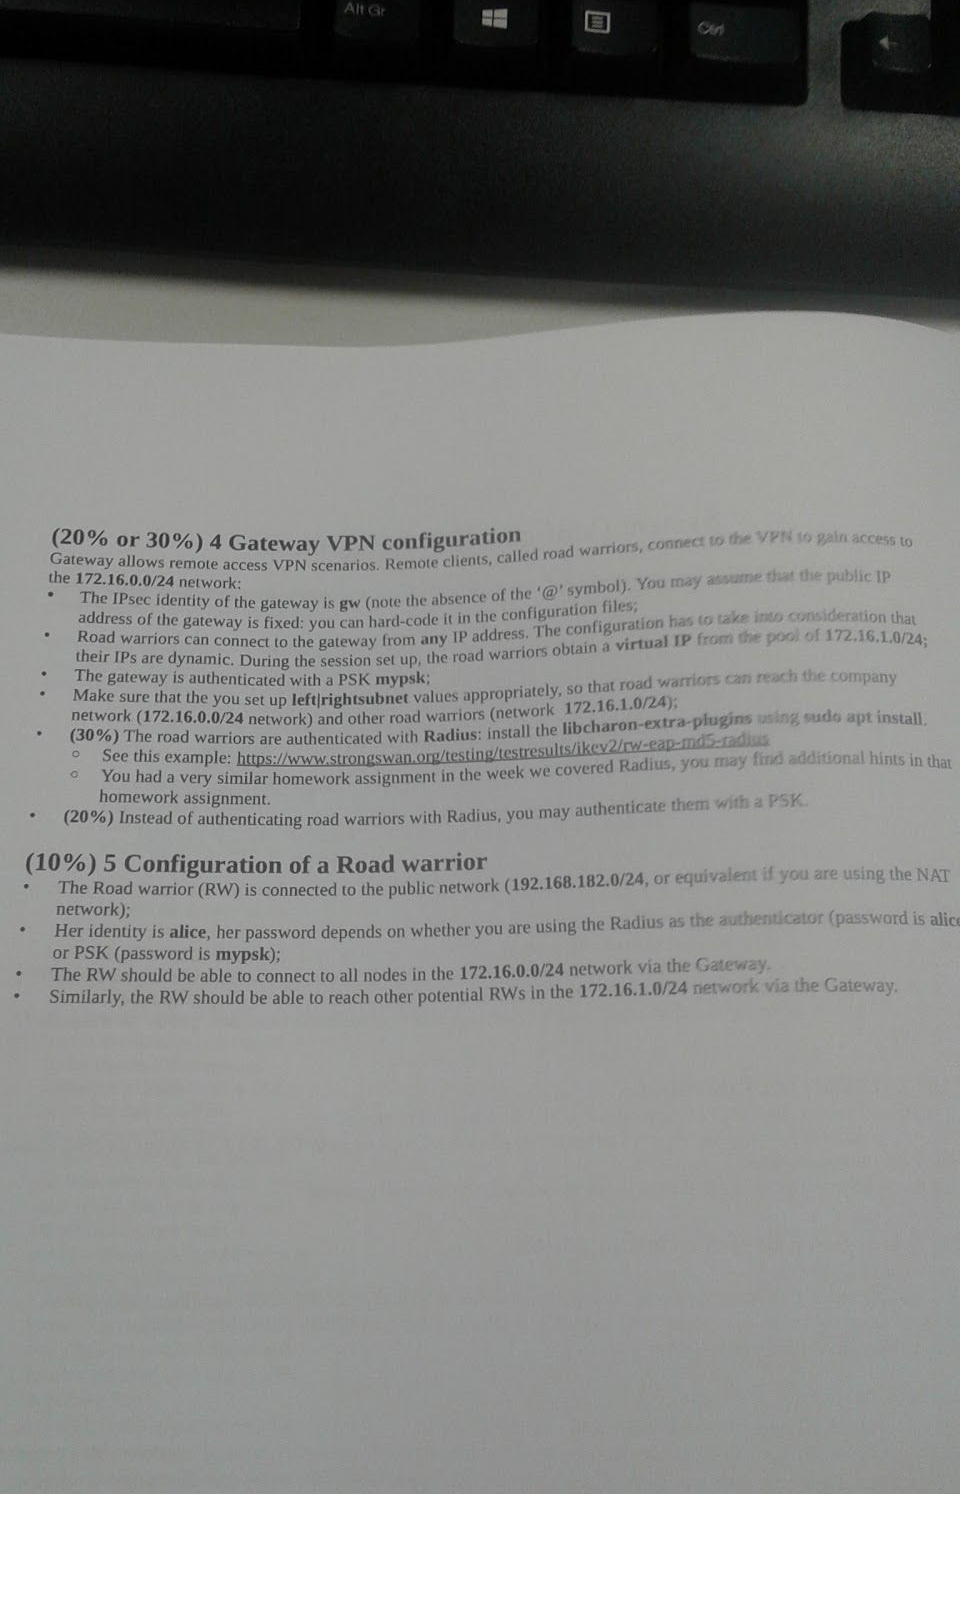 Alt Gr
Ctrl
(20% or 30%) 4 Gateway VPN configuration
Gateway allows remote access VPN scenarios. Remote clients, called road warriors, connect to the VPN to gain access to
the 172.16.0.0/24 network:
• The IPsec identity of the gateway is gw (note the absence of the ‘@’ symbol). You may assume that the public IP
address of the gateway is fixed: you can hard-code it in the configuration files;
• Road warriors can connect to the gateway from any IP address. The configuration has to take into consideration that
their IPs are dynamic. During the session set up, the road warriors obtain a virtual IP from the pool of 172.16.1.0/24;
• The gateway is authenticated with a PSK mypsk;
• Make sure that the you set up left|rightsubnet values appropriately, so that road warriors can reach the company
network (172.16.0.0/24 network) and other road warriors (network 172.16.1.0/24);
• (30%) The road warriors are authenticated with Radius: install the libcharon-extra-plugins using sudo apt install.
○ See this example: https://www.strongswan.org/testing/testresults/ikev2/rw-eap-md5-radius
○ You had a very similar homework assignment in the week we covered Radius, you may find additional hints in that
homework assignment.
• (20%) Instead of authenticating road warriors with Radius, you may authenticate them with a PSK.
(10%) 5 Configuration of a Road warrior
• The Road warrior (RW) is connected to the public network (192.168.182.0/24, or equivalent if you are using the NAT
network);
• Her identity is alice, her password depends on whether you are using the Radius as the authenticator (password is alice
or PSK (password is mypsk);
• The RW should be able to connect to all nodes in the 172.16.0.0/24 network via the Gateway.
• Similarly, the RW should be able to reach other potential RWs in the 172.16.1.0/24 network via the Gateway.